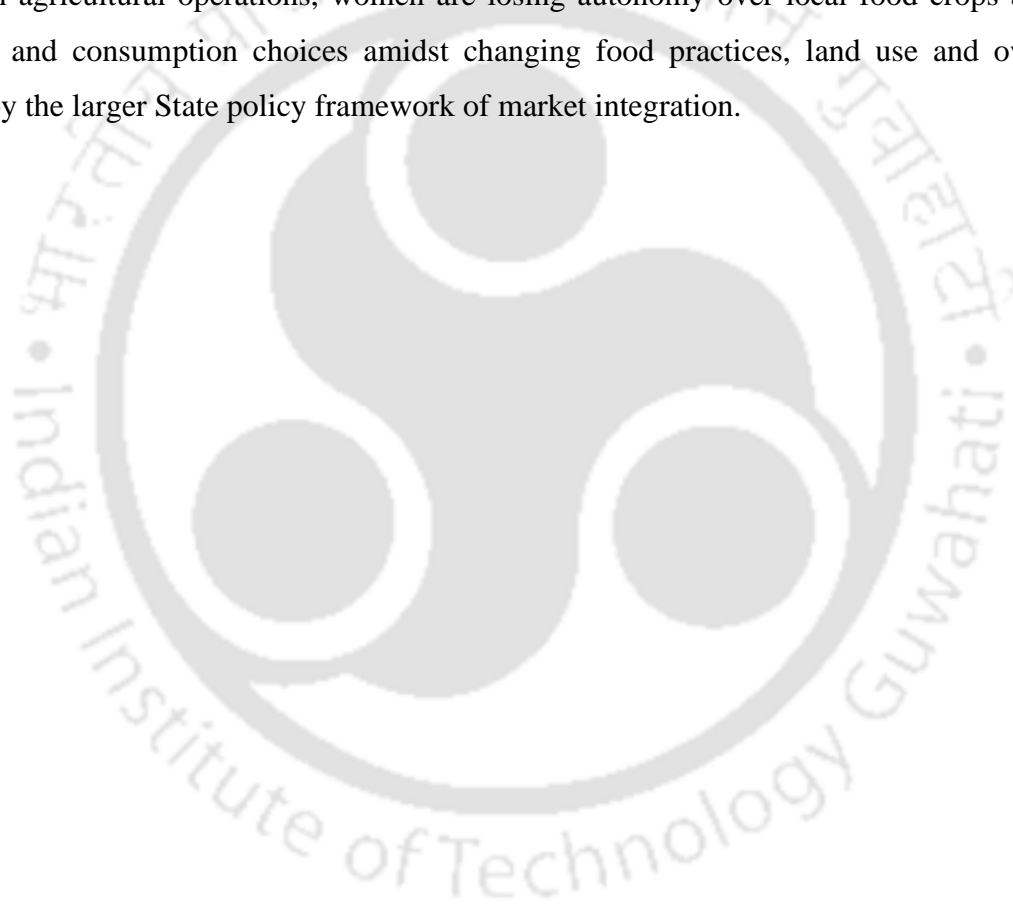 agricultural operations, women are losing autonomy over local food crops
and consumption choices amidst changing food practices, land use and
by the larger State policy framework of market integration.
Indian Institute of Technology Guwahati